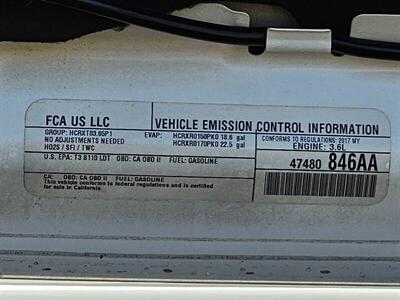 FCA US LLC
VEHICLE EMISSION CONTROL INFORMATION
GROUP: HCRXT03.65P1
EVAP: HCRXR0150PK0 18.6 gal
HCRXR0170PK0 22.5 gal
CONFORMS TO REGULATIONS: 2017 MY
NO ADJUSTMENTS NEEDED
HO2S / SFI / TWC
ENGINE: 3.6L
U.S. EPA: T3 B110 LDT OBD: CA OBD II FUEL: GASOLINE
47480 846AA
CA: OBD: CA OBD II FUEL: GASOLINE
This vehicle conforms to federal regulations and is certified
for sale in California.